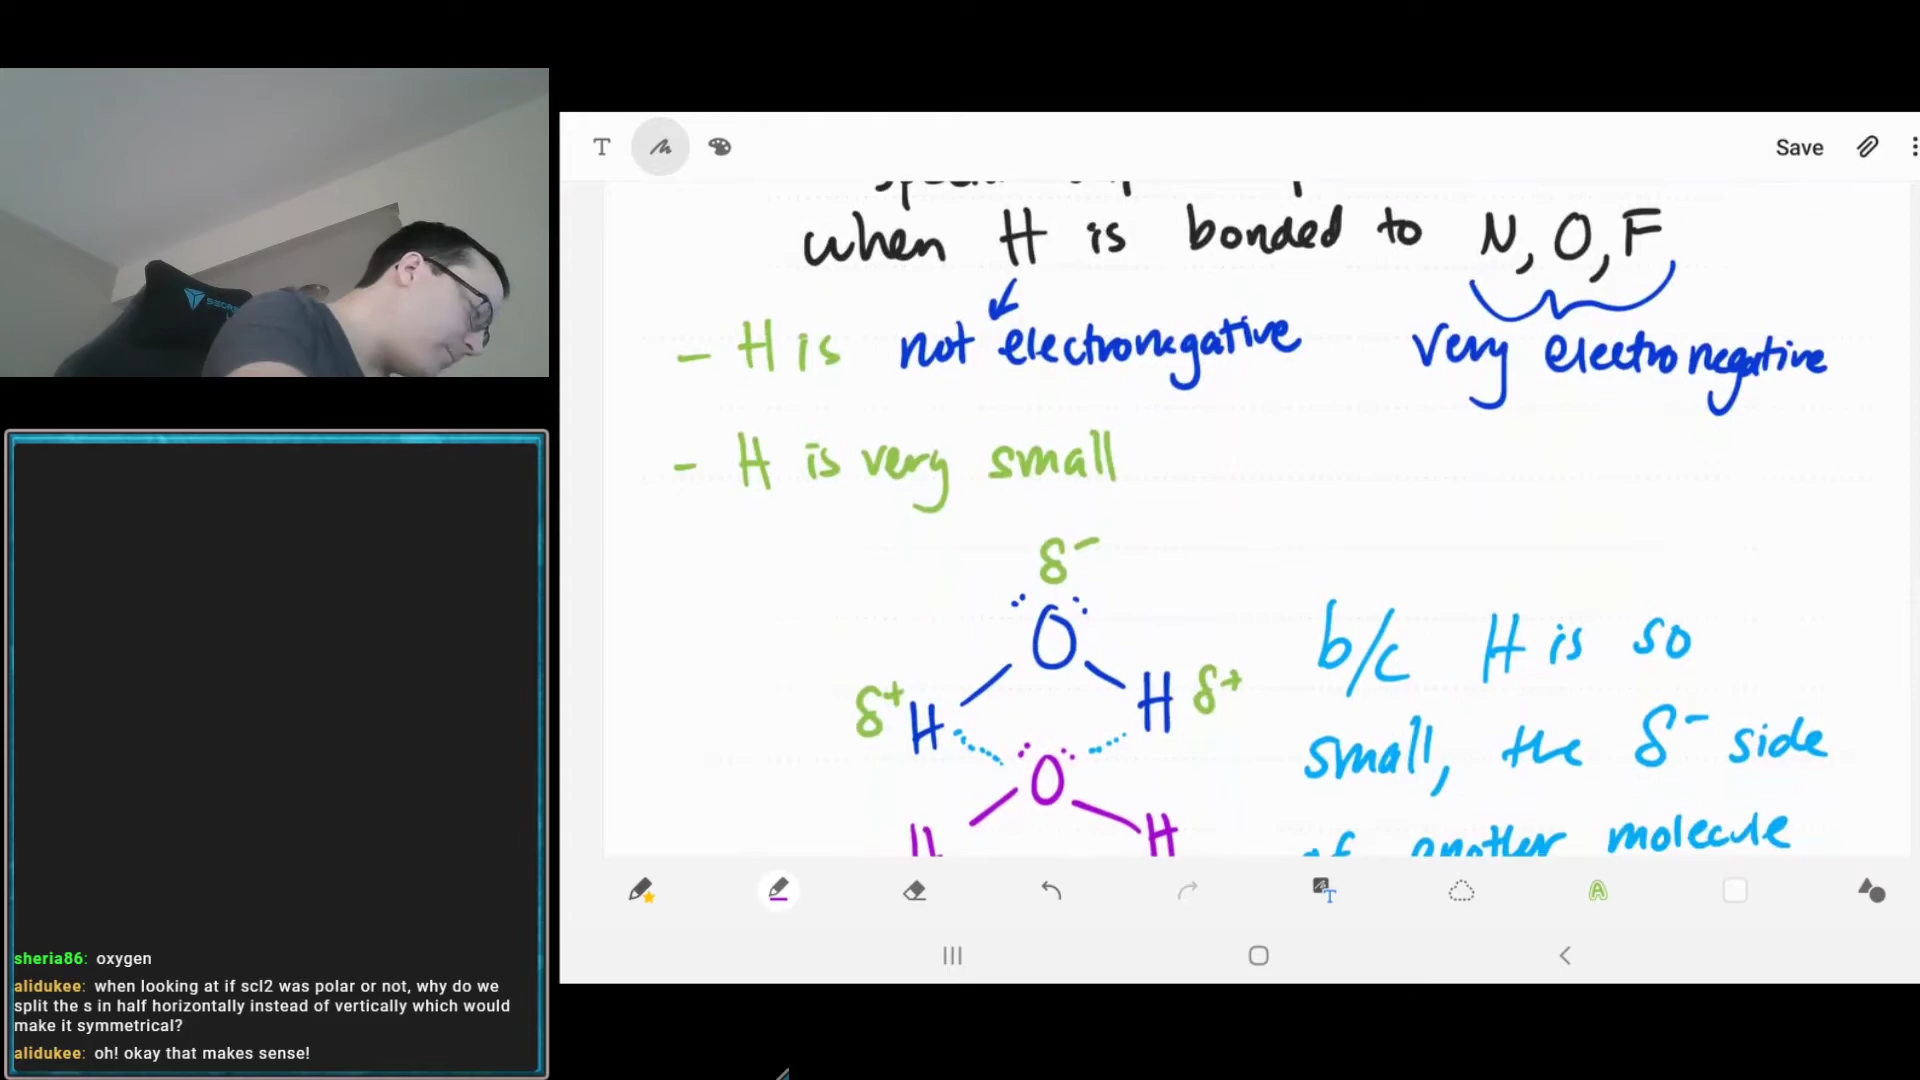 Save
when H is bonded to N, O, F
- H is not electronegative very electronegative
- H is very small
δ-
O
δ+ H H δ+
O
H
b/c H is so
small, the δ- side
of another molecule
sheria86: oxygen
alidukee: when looking at if scl2 was polar or not, why do we
split the s in half horizontally instead of vertically which would
make it symmetrical?
alidukee: oh! okay that makes sense!